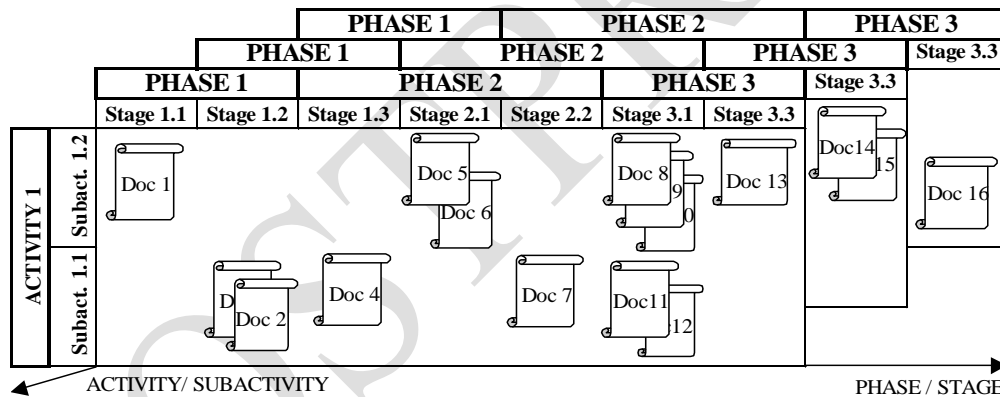 PHASE 1 PHASE 2 PHASE 3
PHASE 1 PHASE 2 PHASE 3 Stage 3.3
PHASE 1 PHASE 2 PHASE 3 Stage 3.3
Stage 1.1 Stage 1.2 Stage 1.3 Stage 2.1 Stage 2.2 Stage 3.1 Stage 3.3
ACTIVITY 1
Subact. 1.2
Doc 1
Doc 5
Doc 6
Doc 8
9
0
Doc 13
Doc14
15
Doc 16
Subact. 1.1
D
Doc 2
Doc 4
Doc 7
Doc11
12
ACTIVITY/ SUBACTIVITY PHASE / STAGE